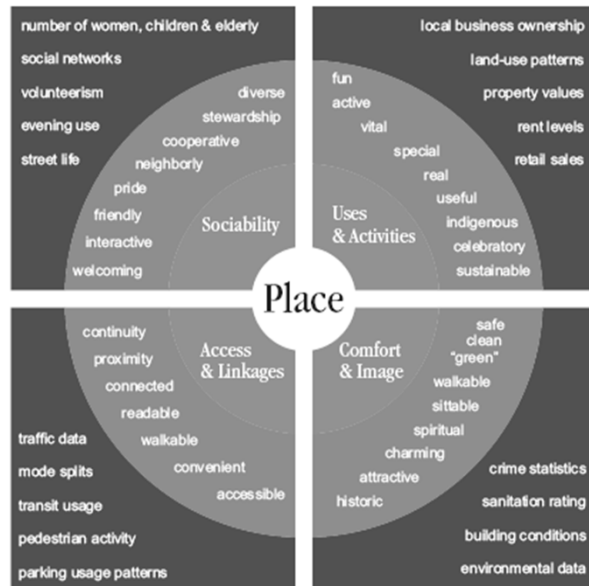 number of women, children & elderly
social networks
volunteerism
evening use
street life
diverse
stewardship
cooperative
neighborly
pride
friendly
interactive
welcoming
Sociability
local business ownership
land-use patterns
property values
rent levels
retail sales
fun
active
vital
special
real
useful
indigenous
celebratory
sustainable
Uses
& Activities
Place
continuity
proximity
connected
readable
walkable
convenient
accessible
Access
& Linkages
traffic data
mode splits
transit usage
pedestrian activity
parking usage patterns
Comfort
& Image
safe
clean
"green"
walkable
sittable
spiritual
charming
attractive
historic
crime statistics
sanitation rating
building conditions
environmental data